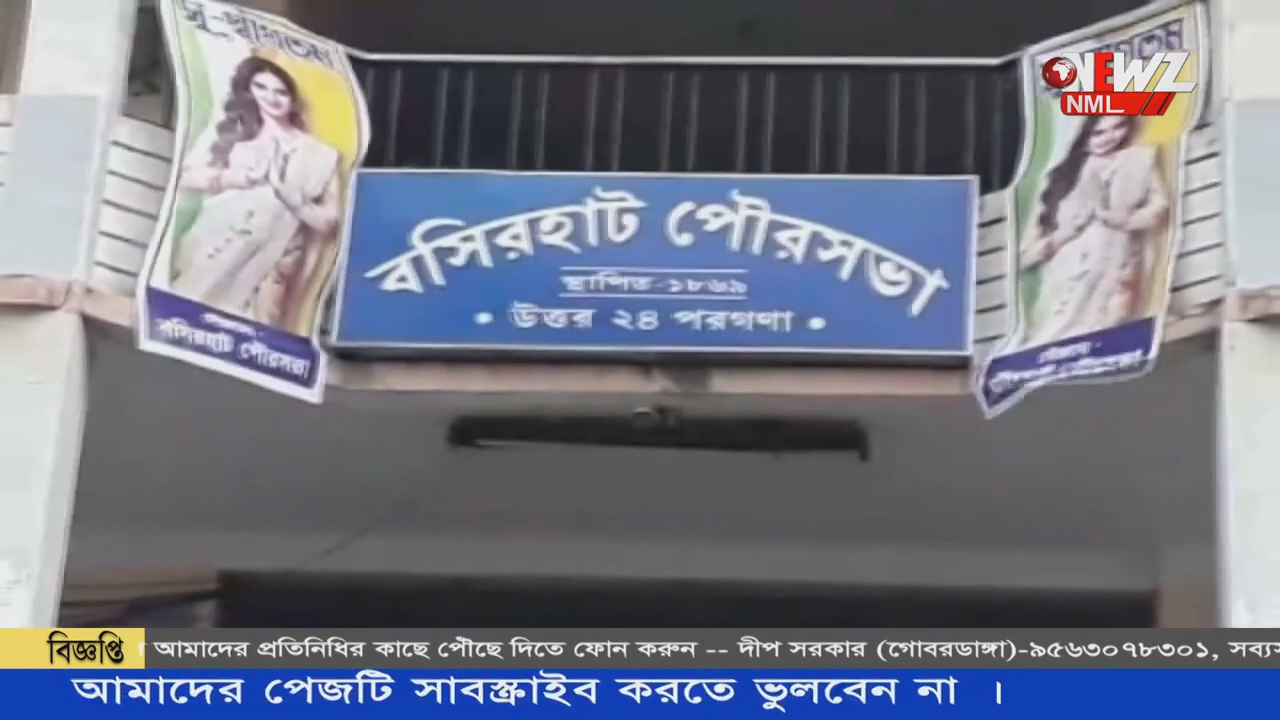 সু-স্বাগতম
NEWZ
NML
বসিরহাট পৌরসভা
স্থাপিত-১৮৬৯
• উত্তর ২৪ পরগণা •
বসিরহাট পৌরসভা
বিজ্ঞপ্তি
আমাদের প্রতিনিধির কাছে পৌঁছে দিতে ফোন করুন -- দীপ সরকার (গোবরডাঙ্গা)-৯৫৬৩০৭৮৩০১,
আমাদের পেজটি সাবস্ক্রাইব করতে ভুলবেন না ।